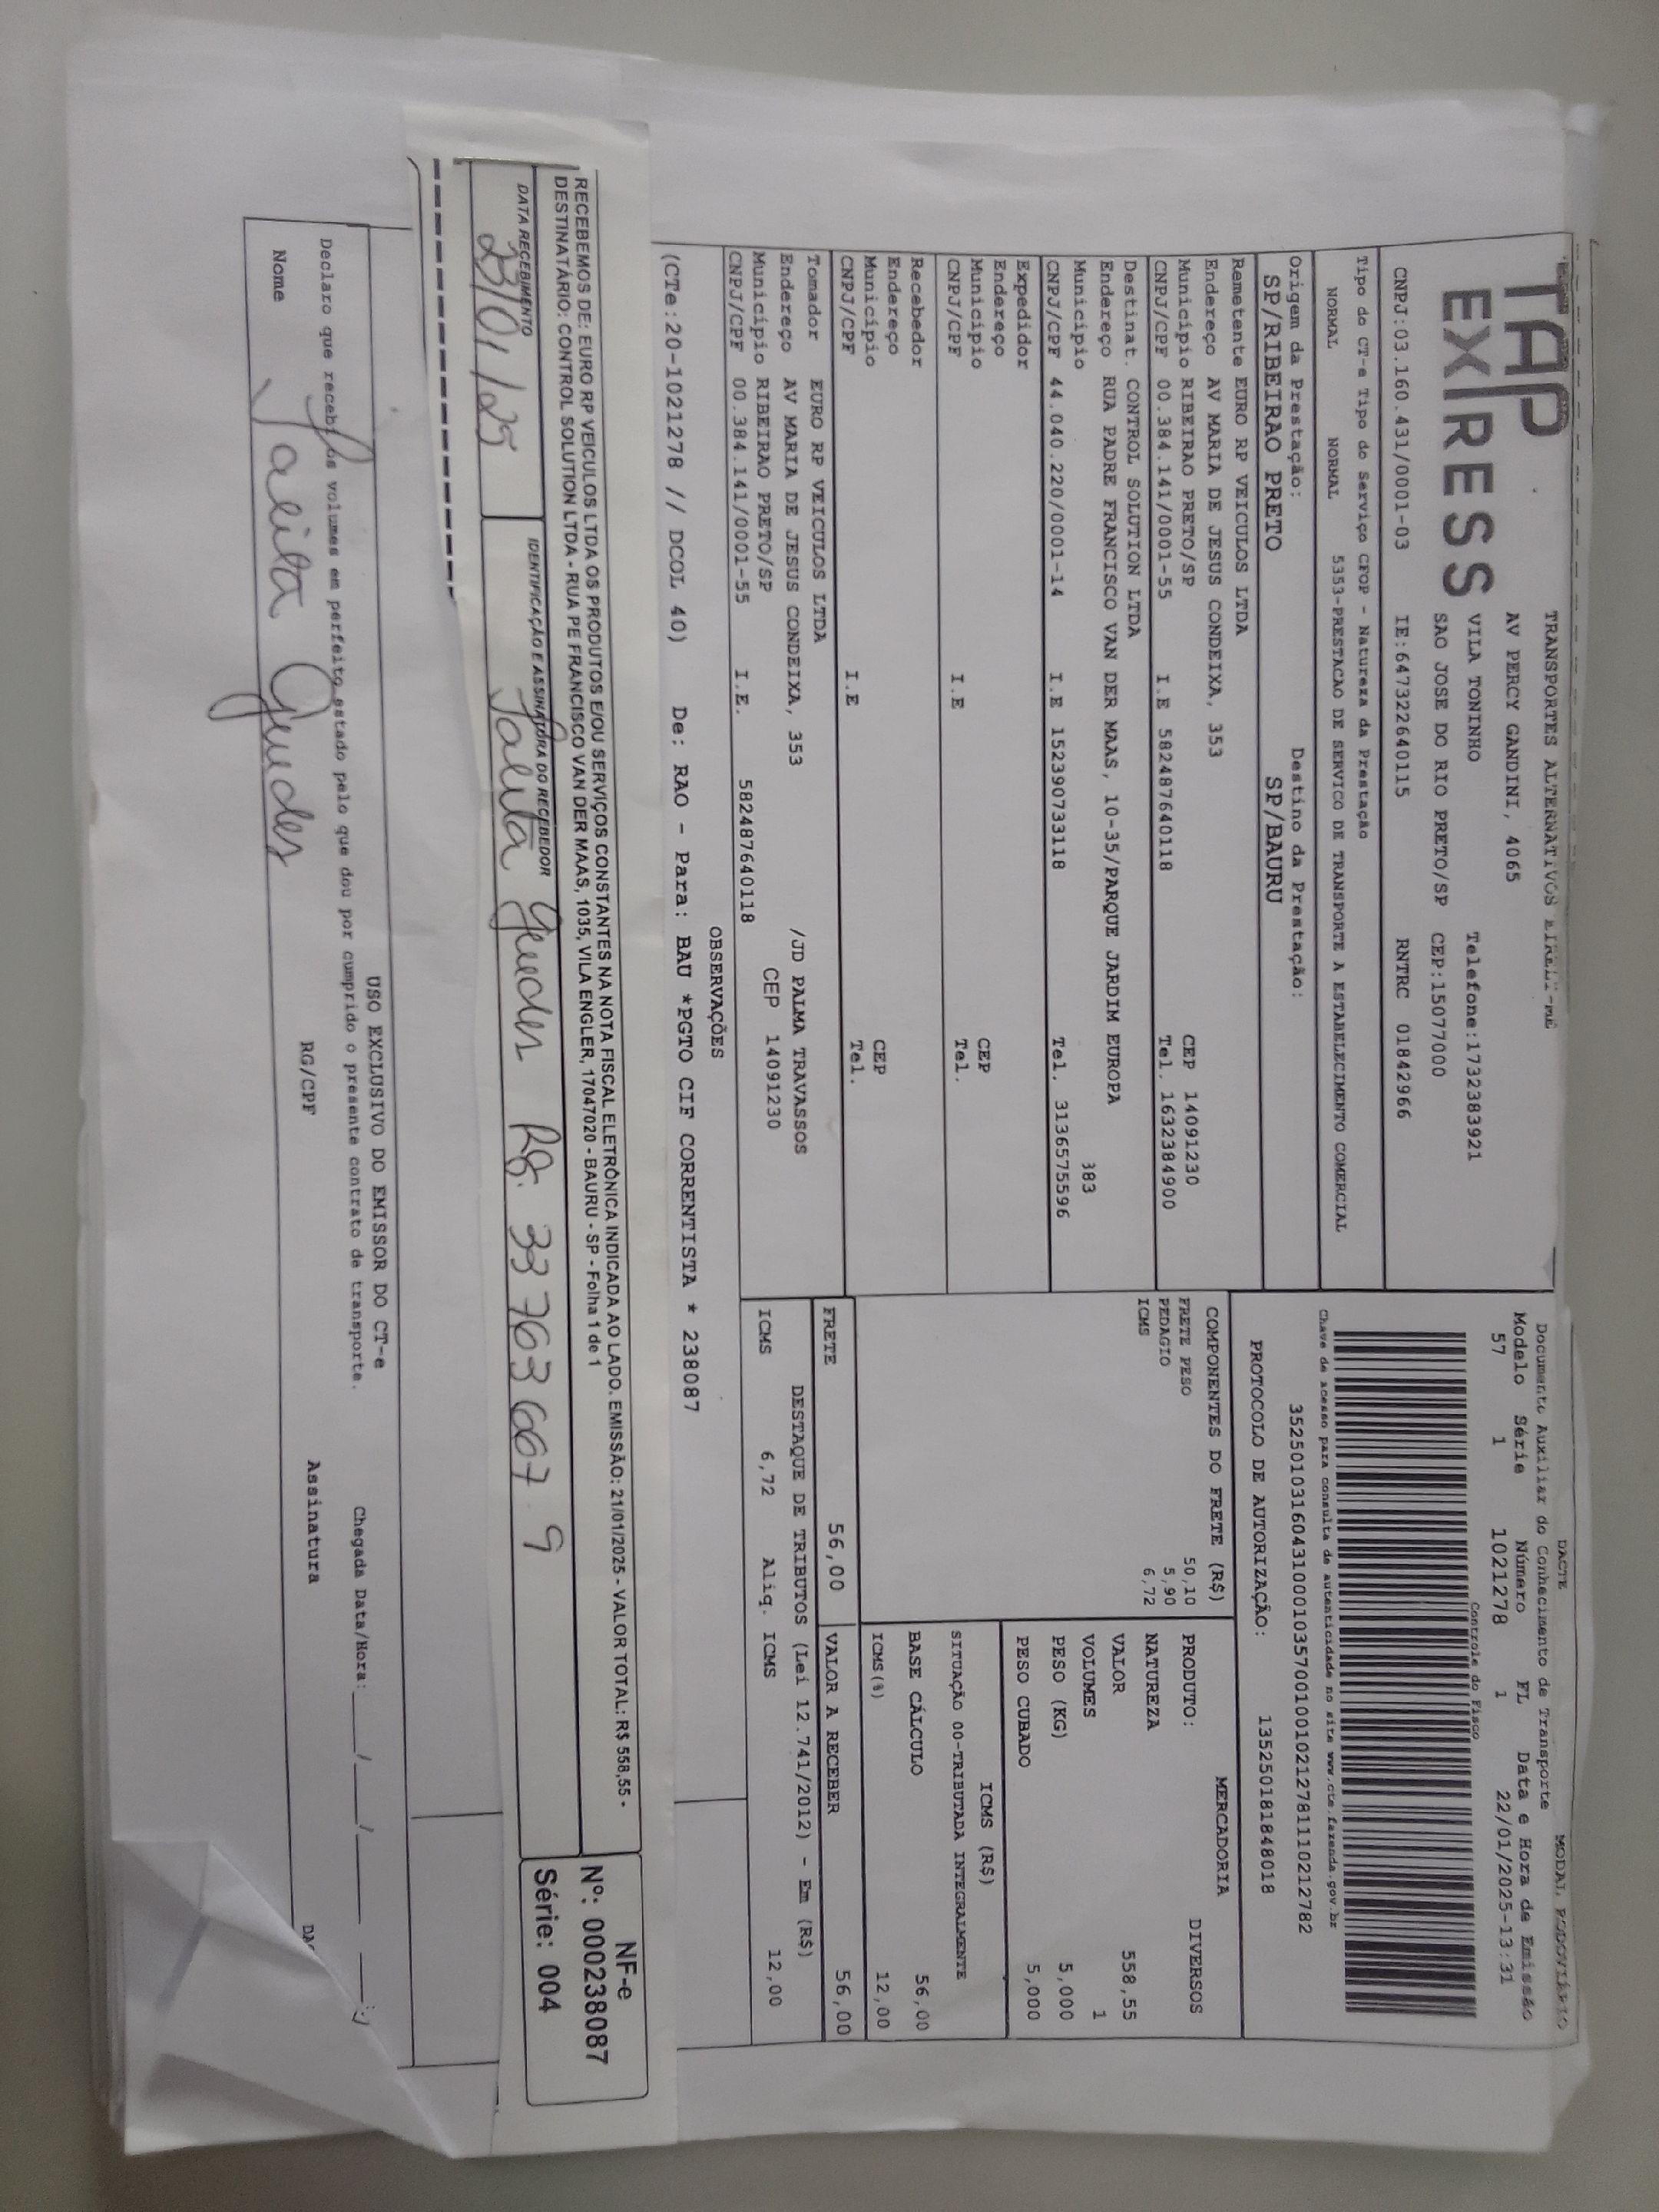 TAP
EXPRESS
TRANSPORTES ALTERNATIVOS EIRELI-ME
AV PERCY GANDINI, 4065
VILA TONINHO Telefone:1732383921
SAO JOSE DO RIO PRETO/SP CEP:15077000
CNPJ:03.160.431/0001-03 IE:647322640115 RNTRC 01842966
Tipo do CT-e Tipo do Serviço CFOP - Natureza da Prestação
NORMAL NORMAL 5353-PRESTACAO DE SERVICO DE TRANSPORTE A ESTABELECIMENTO COMERCIAL
Origem da Prestação: Destino da Prestação:
SP/RIBEIRAO PRETO SP/BAURU
Remetente EURO RP VEICULOS LTDA
Endereço AV MARIA DE JESUS CONDEIXA, 353
Município RIBEIRAO PRETO/SP CEP 14091230
CNPJ/CPF 00.384.141/0001-55 I.E 582487640118 Tel. 1632384900
Destinat. CONTROL SOLUTION LTDA
Endereço RUA PADRE FRANCISCO VAN DER MAAS, 10-35/PARQUE JARDIM EUROPA
Município 383
CNPJ/CPF 44.040.220/0001-14 I.E 152390733118 Tel. 3136575596
Expedidor
Endereço
Município CEP
CNPJ/CPF I.E Tel.
Recebedor
Endereço
Município CEP
CNPJ/CPF I.E Tel.
Tomador EURO RP VEICULOS LTDA
Endereço AV MARIA DE JESUS CONDEIXA, 353 /JD PALMA TRAVASSOS
Município RIBEIRAO PRETO/SP CEP 14091230
CNPJ/CPF 00.384.141/0001-55 I.E. 582487640118
DACTE MODAL RODOVIÁRIO
Documento Auxiliar do Conhecimento de Transporte
Modelo Série Número FL Data e Hora de Emissão
57 1 1021278 1 22/01/2025-13:31
Controle do Fisco
Chave de acesso para consulta de autenticidade no site www.cte.fazenda.gov.br
35250103160431000103570010010212781110212782
PROTOCOLO DE AUTORIZAÇÃO: 135250181848018
COMPONENTES DO FRETE (R$)
FRETE PESO 50,10
PEDAGIO 5,90
ICMS 6,72
MERCADORIA
PRODUTO: DIVERSOS
NATUREZA
VALOR 558,55
VOLUMES 1
PESO (KG) 5,000
PESO CUBADO 5,000
ICMS (R$)
SITUAÇÃO 00-TRIBUTADA INTEGRALMENTE
BASE CÁLCULO 56,00
ICMS(%) 12,00
FRETE 56,00 VALOR A RECEBER 56,00
DESTAQUE DE TRIBUTOS (Lei 12.741/2012) - Em (R$)
ICMS 6,72 Aliq. ICMS 12,00
OBSERVAÇÕES
(CTe:20-1021278 // DCOL 40) De: RAO - Para: BAU *PGTO CIF CORRENTISTA * 238087
RECEBEMOS DE: EURO RP VEICULOS LTDA OS PRODUTOS E/OU SERVIÇOS CONSTANTES NA NOTA FISCAL ELETRÔNICA INDICADA AO LADO. EMISSÃO: 21/01/2025 - VALOR TOTAL: R$ 558,55 -
DESTINATÁRIO: CONTROL SOLUTION LTDA - RUA PE FRANCISCO VAN DER MAAS, 1035, VILA ENGLER, 17047020 - BAURU - SP - Folha 1 de 1
DATA RECEBIMENTO IDENTIFICAÇÃO E ASSINATURA DO RECEBEDOR
23/01/25 Talita Guedes RG. 33 763 667 9
NF-e
Nº: 000238087
Série: 004
USO EXCLUSIVO DO EMISSOR DO CT-e
Declaro que recebi os volumes em perfeito estado pelo que dou por cumprido o presente contrato de transporte. Chegada Data/Hora:____/____/______ ____:
Nome RG/CPF Assinatura
Talita Guedes